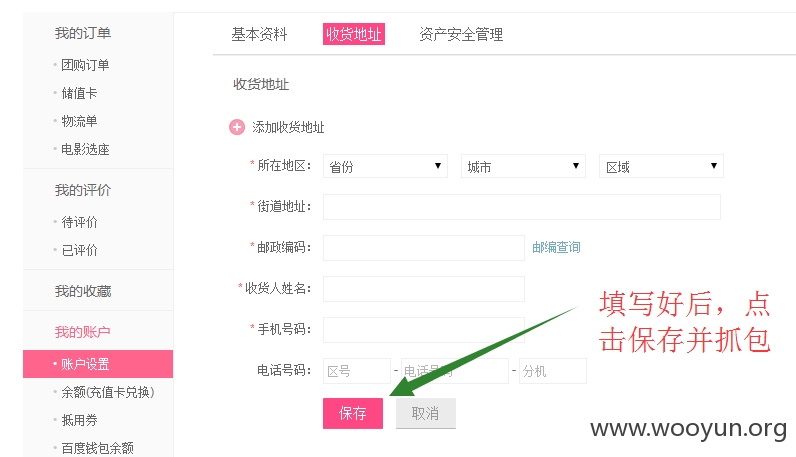 我的订单
团购订单
储值卡
物流单
电影选座
我的评价
待评价
已评价
我的收藏
我的账户
账户设置
余额(充值卡兑换)
抵用券
百度钱包余额
基本资料 收货地址 资产安全管理
收货地址
添加收货地址
*所在地区: 省份 城市 区域
*街道地址:
*邮政编码: 邮编查询
*收货人姓名:
*手机号码:
电话号码: 区号 - 电话号码 - 分机
保存 取消
填写好后，点
击保存并抓包
www.wooyun.org